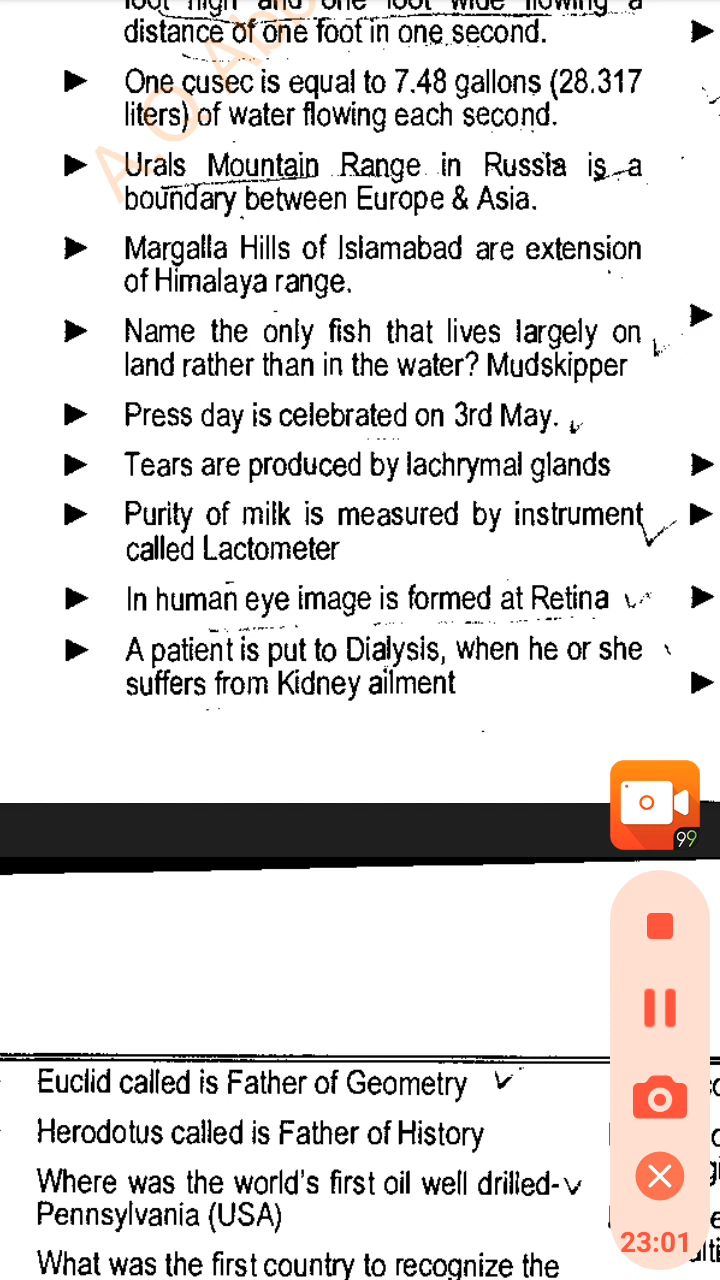 foot high and one foot wide flowing a
distance of one foot in one second.
► One cusec is equal to 7.48 gallons (28.317
liters) of water flowing each second.
► Urals Mountain Range in Russia is a
boundary between Europe & Asia.
► Margalla Hills of Islamabad are extension
of Himalaya range.
► Name the only fish that lives largely on
land rather than in the water? Mudskipper
► Press day is celebrated on 3rd May.
► Tears are produced by lachrymal glands
► Purity of milk is measured by instrument
called Lactometer
► In human eye image is formed at Retina
► A patient is put to Dialysis, when he or she
suffers from Kidney ailment
99
Euclid called is Father of Geometry
Herodotus called is Father of History
Where was the world's first oil well drilled-
Pennsylvania (USA)
What was the first country to recognize the
23:01